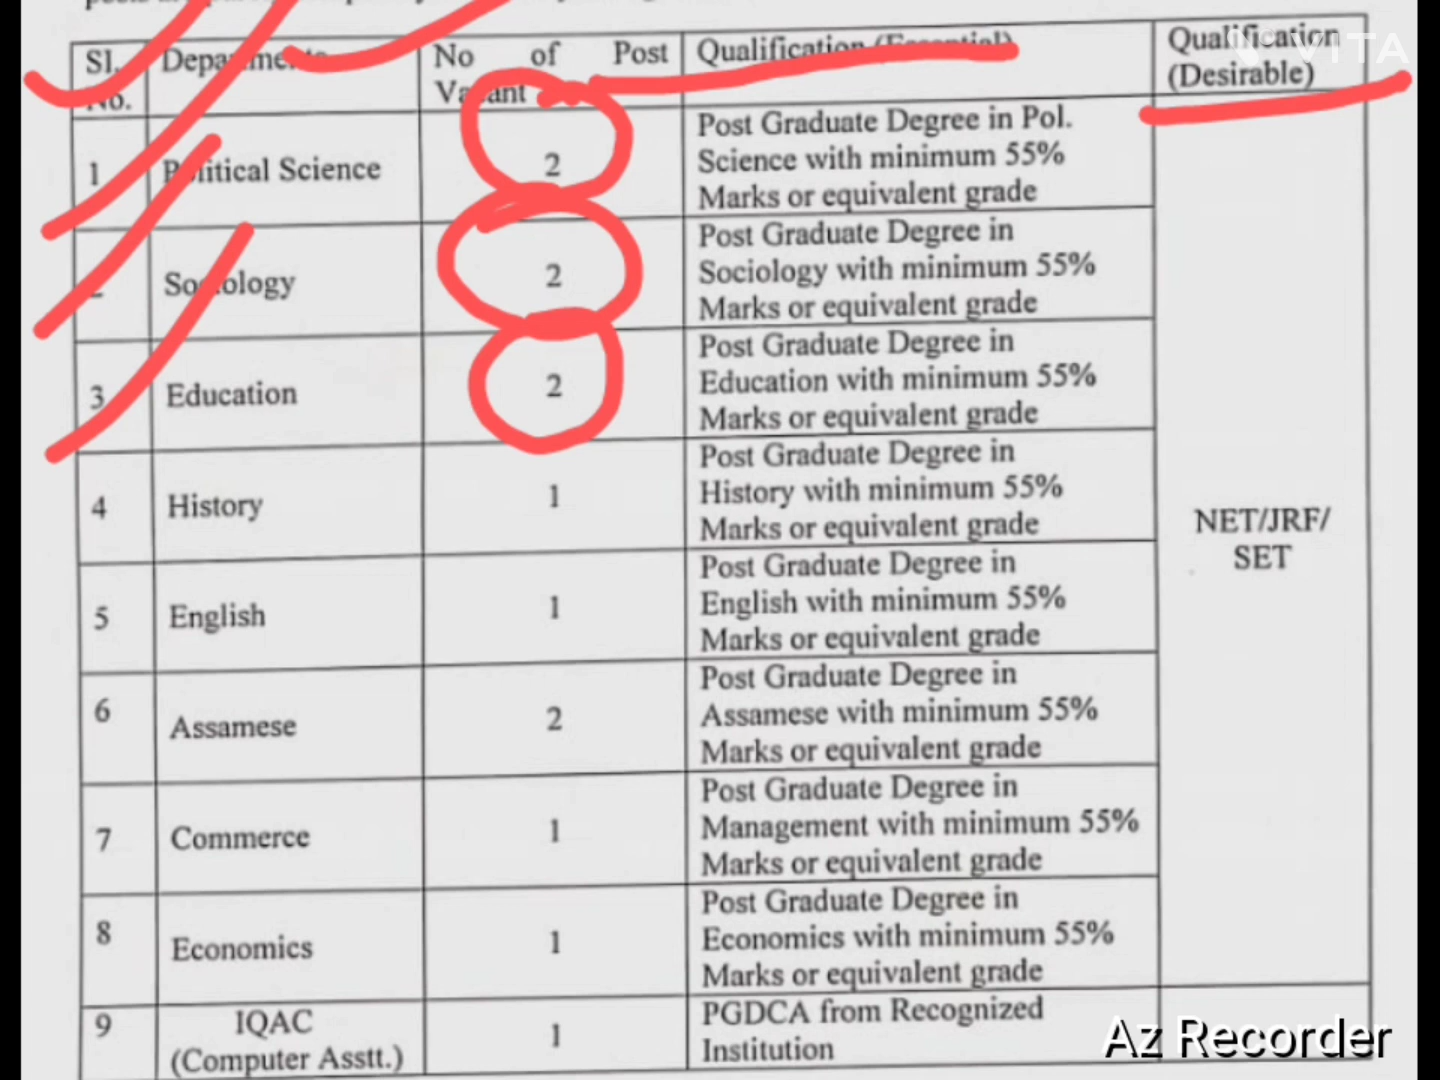 Sl.
No.
Departments
No of Post
Vacant
Qualification (Essential)
Qualification
(Desirable)
VITA
1
Political Science
2
Post Graduate Degree in Pol.
Science with minimum 55%
Marks or equivalent grade
2
Sociology
2
Post Graduate Degree in
Sociology with minimum 55%
Marks or equivalent grade
3
Education
2
Post Graduate Degree in
Education with minimum 55%
Marks or equivalent grade
4
History
1
Post Graduate Degree in
History with minimum 55%
Marks or equivalent grade
NET/JRF/
SET
5
English
1
Post Graduate Degree in
English with minimum 55%
Marks or equivalent grade
6
Assamese
2
Post Graduate Degree in
Assamese with minimum 55%
Marks or equivalent grade
7
Commerce
1
Post Graduate Degree in
Management with minimum 55%
Marks or equivalent grade
8
Economics
1
Post Graduate Degree in
Economics with minimum 55%
Marks or equivalent grade
9
IQAC
(Computer Asstt.)
1
PGDCA from Recognized
Institution
Az Recorder